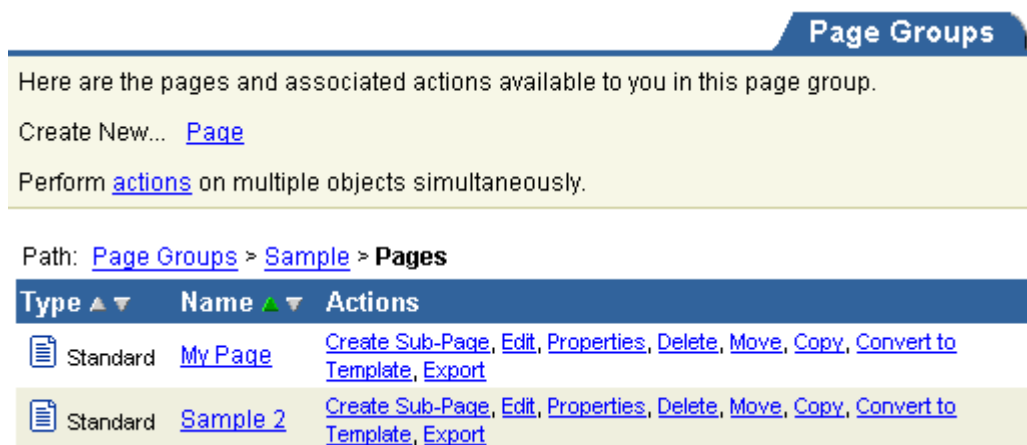 Page Groups
Here are the pages and associated actions available to you in this page group.
Create New... Page
Perform actions on multiple objects simultaneously.
Path: Page Groups > Sample > Pages
Type Name Actions
Standard My Page Create Sub-Page, Edit, Properties, Delete, Move, Copy, Convert to
Template, Export
Standard Sample 2 Create Sub-Page, Edit, Properties, Delete, Move, Copy, Convert to
Template, Export